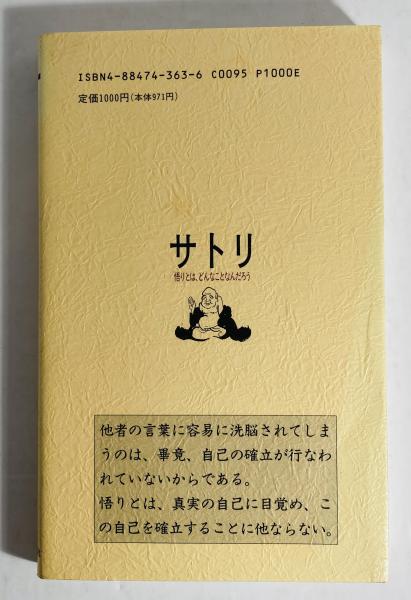 ISBN4-88474-363-6 C0095 P1000E
定価1000円(本体971円)
サトリ
悟りとは、どんなことなんだろう
他者の言葉に容易に洗脳されてしま
うのは、畢竟、自己の確立が行なわ
れていないからである。
悟りとは、真実の自己に目覚め、こ
の自己を確立することに他ならない。